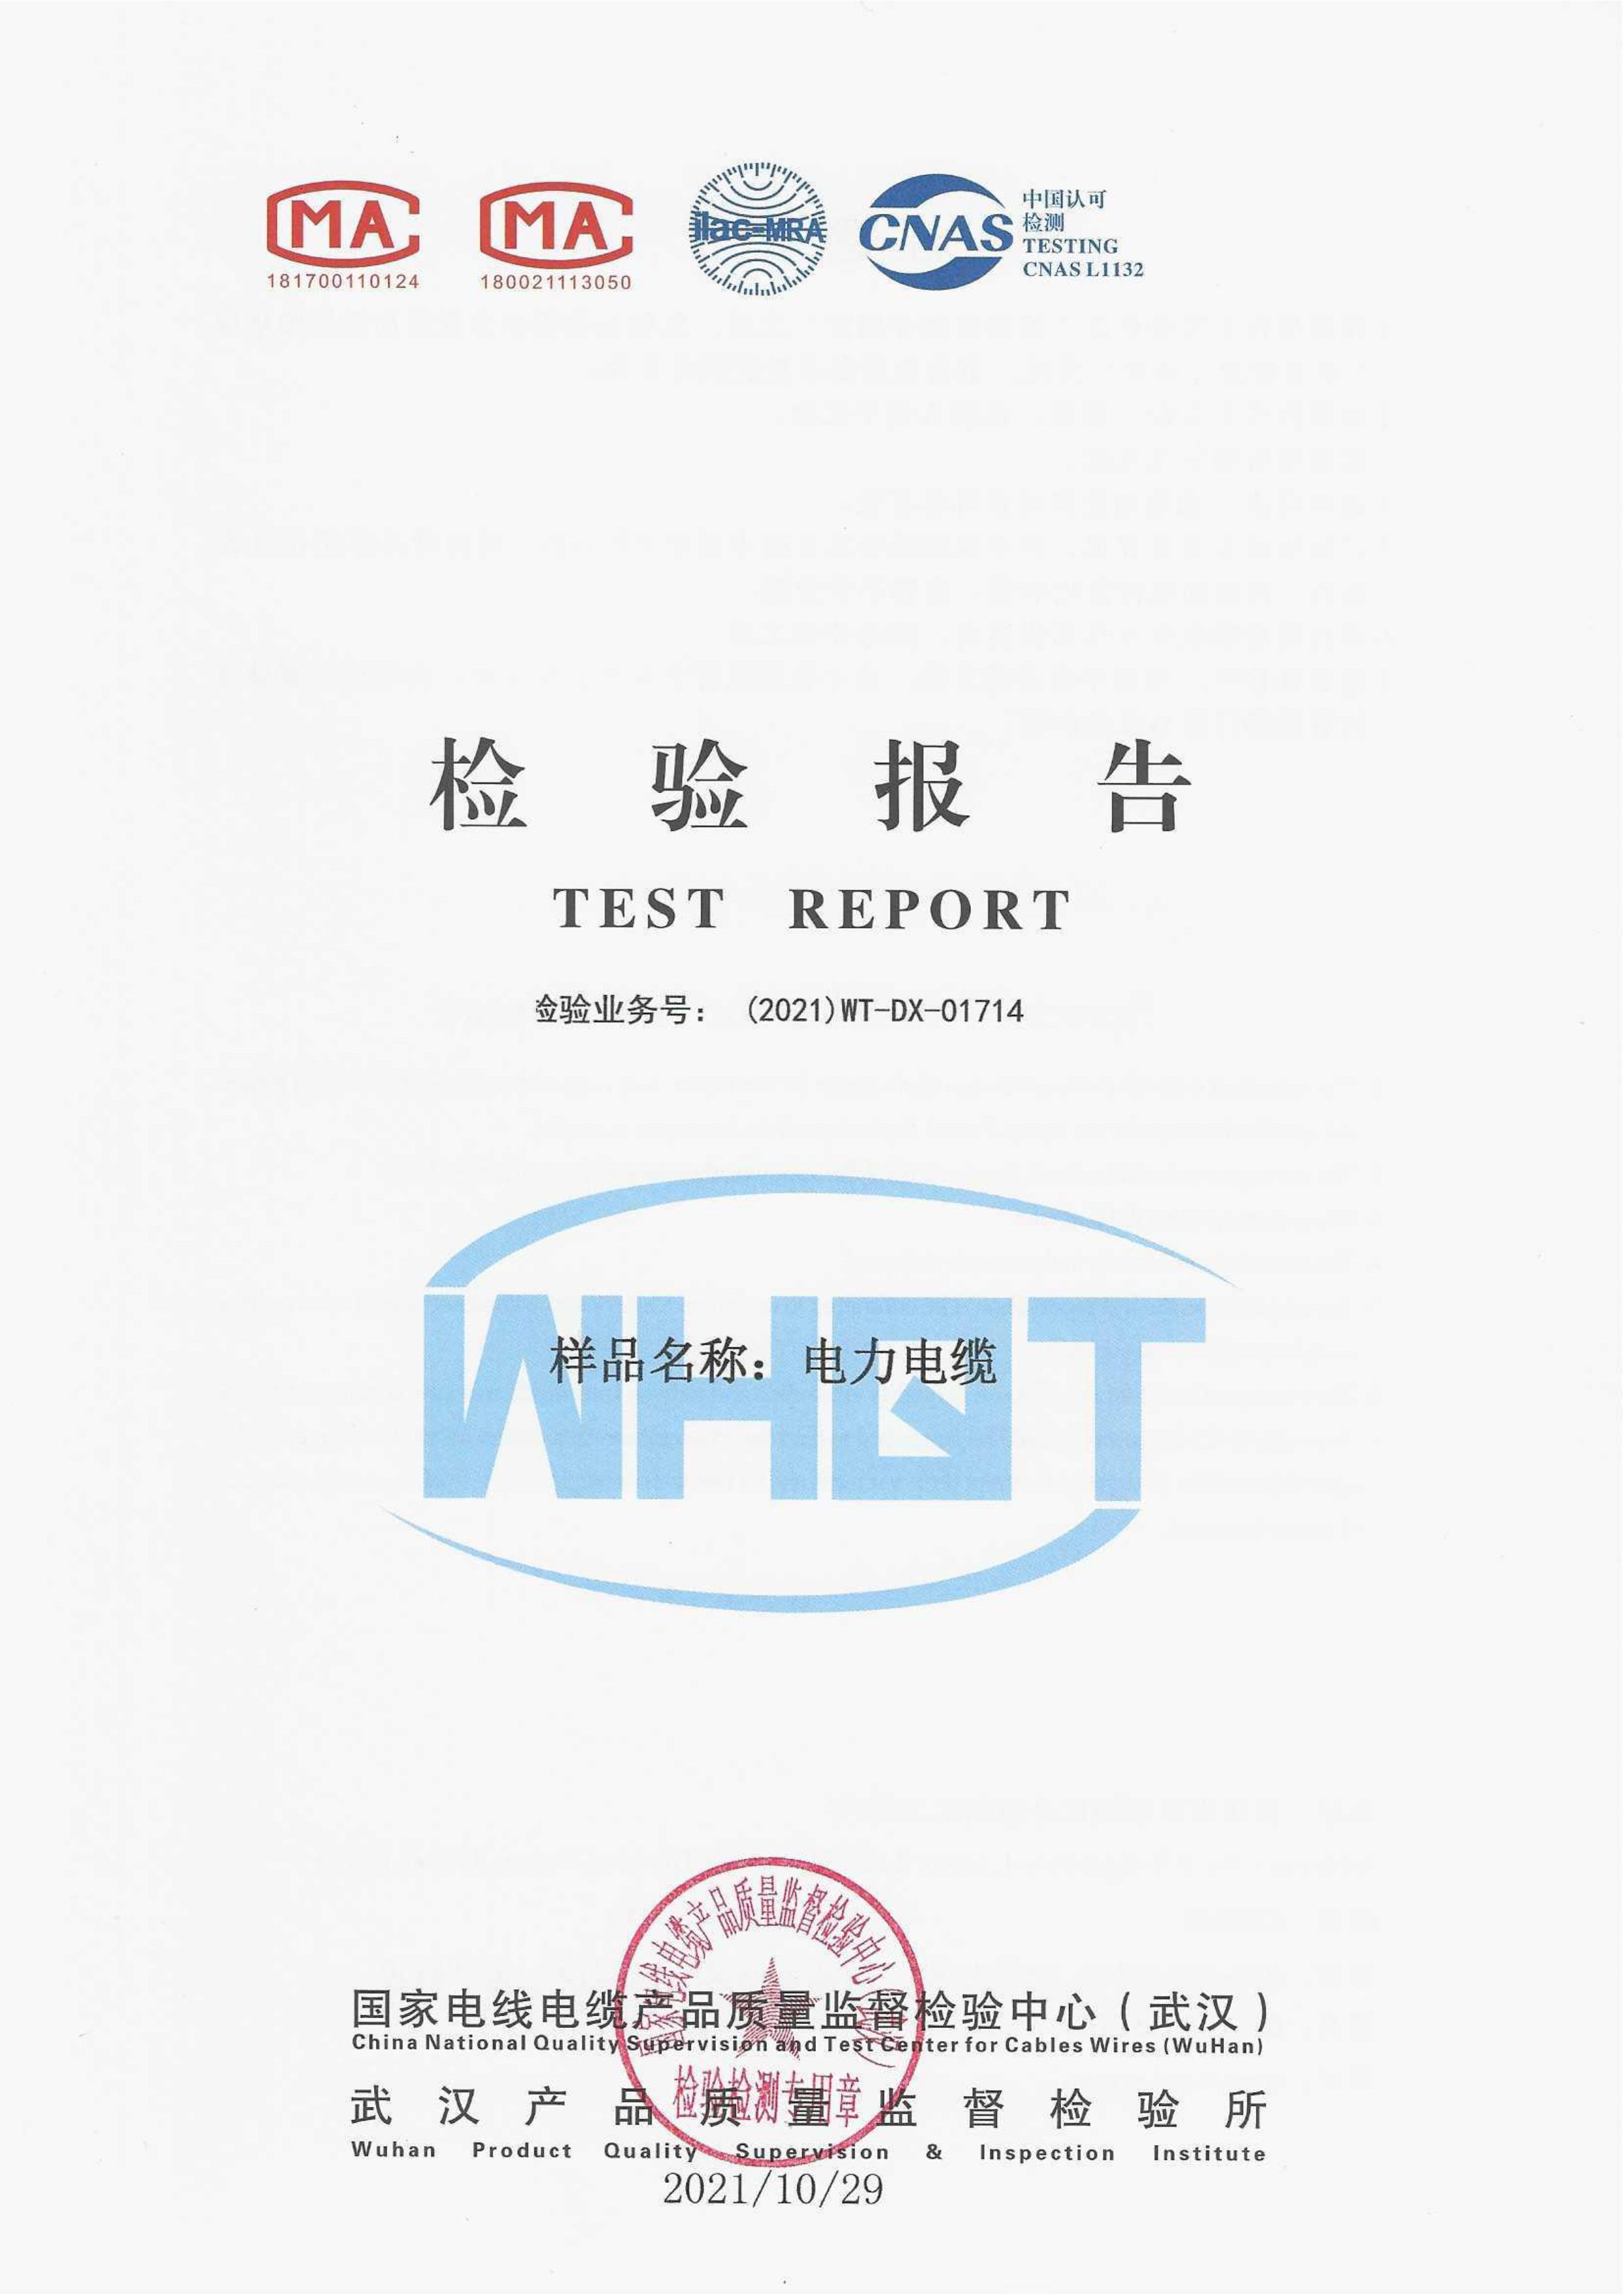 MA
181700110124
MA
180021113050
ilac-MRA
CNAS
中国认可
检测
TESTING
CNAS L1132
检验报告
TEST REPORT
检验业务号： (2021)WT-DX-01714
WHQT
样品名称：电力电缆
国家电线电缆产品质量监督检验中心（武汉）
China National Quality Supervision and Test Center for Cables Wires (WuHan)
武汉产品质量监督检验所
Wuhan Product Quality Supervision & Inspection Institute
2021/10/29
国家电线电缆产品质量监督检验中心（武汉）
检验检测专用章